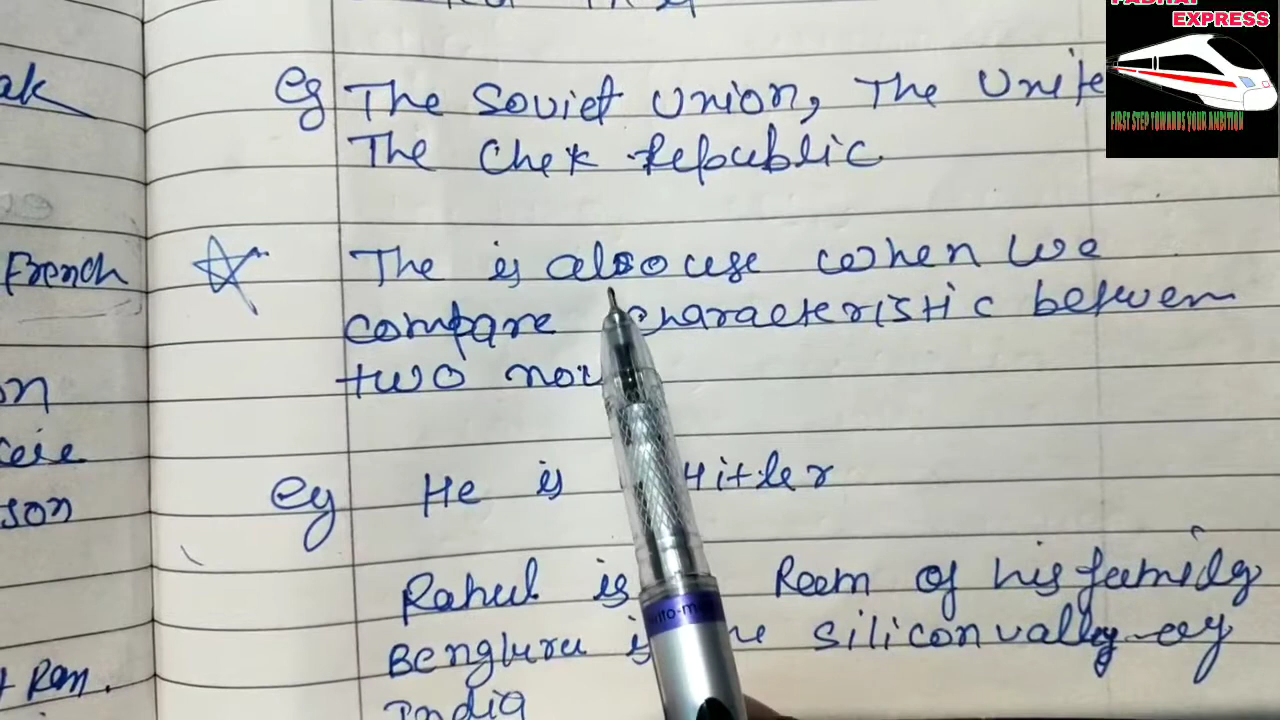 PADHAI
EXPRESS
FIRST STEP TOWARDS YOUR AMBITION
ak
eg The Soviet Union, The Unite
The Chek Republic
French
The is also use when we
compare characteristic between
two nou
on
eg He is Hitler
son
Rahul is Ram of his family
Bengluru is silicon valley of
+ Ram.
India